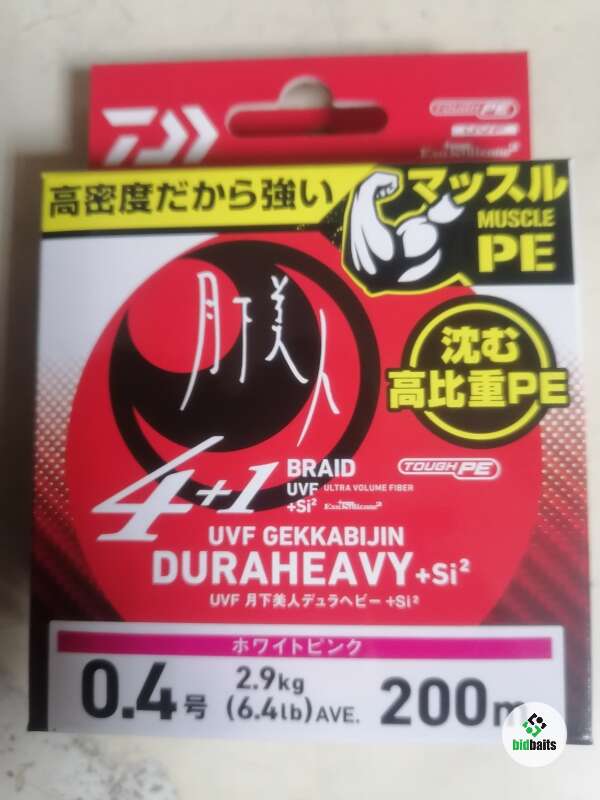 TOUGH PE
UVF
高密度だから強い
マッスル
MUSCLE
PE
月下美人
沈む
高比重PE
4+1
BRAID
UVF ULTRA VOLUME FIBER
+Si²
TOUGH PE
UVF GEKKABIJIN
DURAHEAVY+Si²
UVF 月下美人デュラヘビー +Si²
ホワイトピンク
0.4号 2.9kg (6.4lb) AVE. 200m
bidbaits